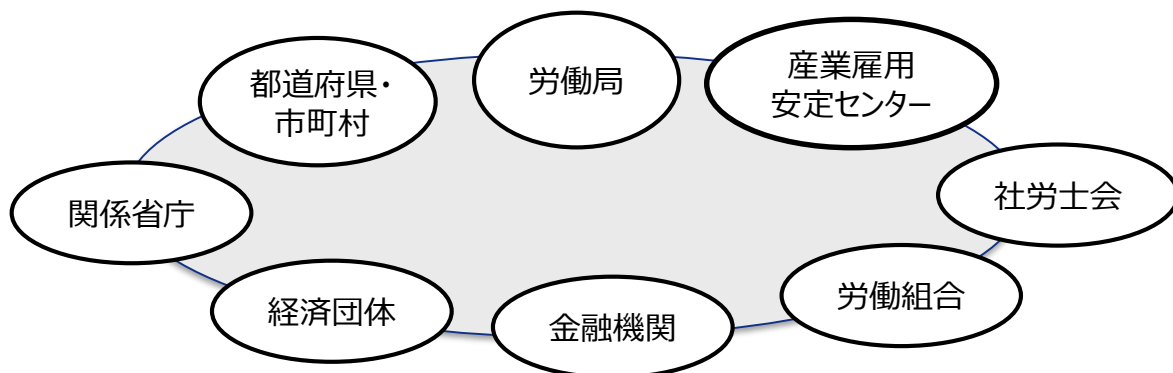 都道府県・
市町村
労働局
産業雇用
安定センター
関係省庁
社労士会
経済団体
金融機関
労働組合